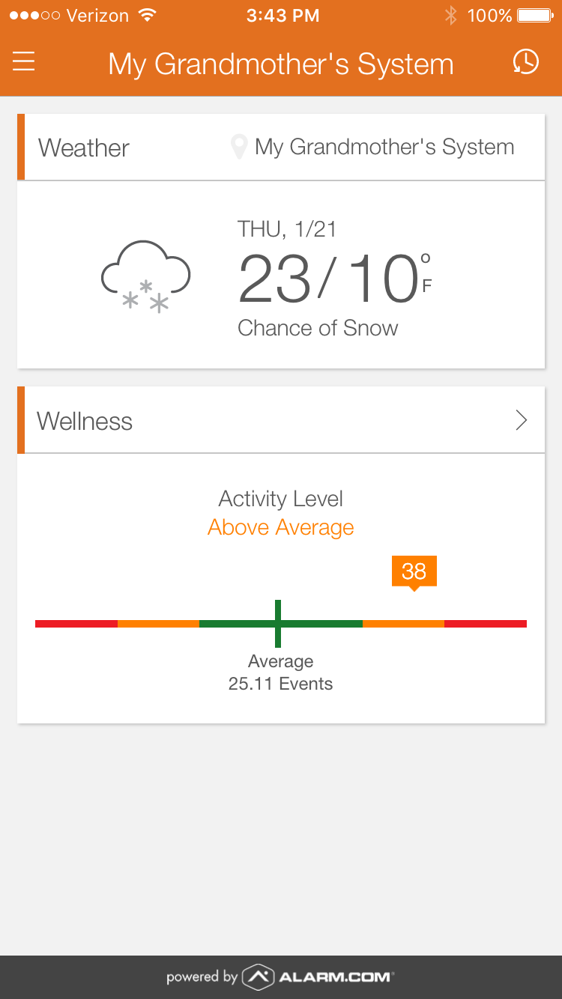 Verizon 3:43 PM 100%
My Grandmother's System
Weather My Grandmother's System
THU, 1/21
23/10°F
Chance of Snow
Wellness
Activity Level
Above Average
38
Average
25.11 Events
powered by ALARM.COM